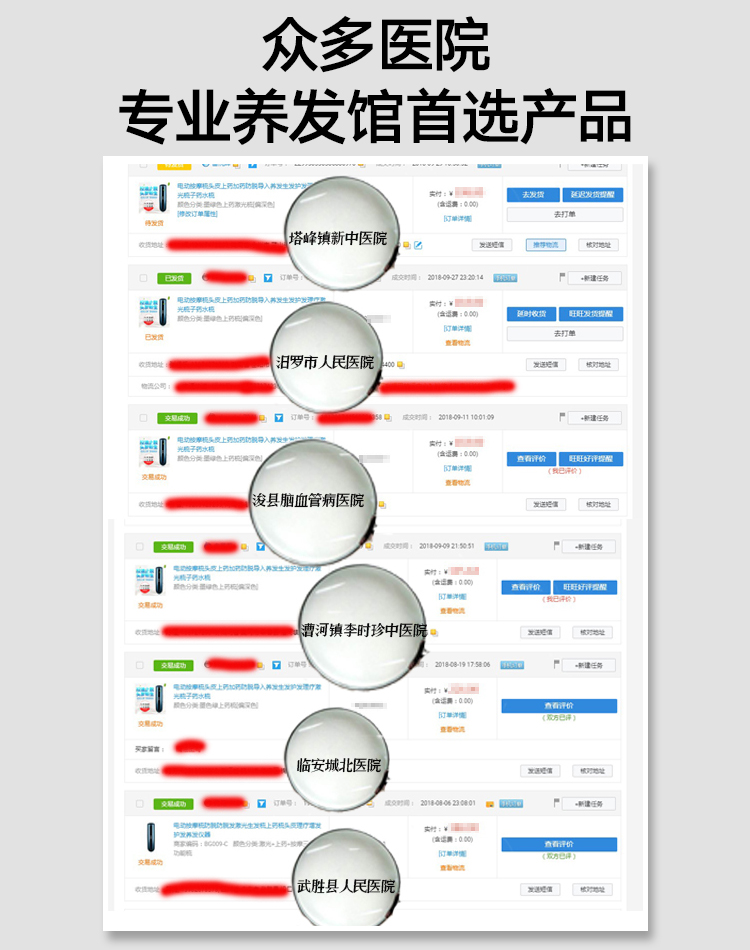 众多医院
专业养发馆首选产品
电动按摩梳头皮上药加药防脱导入养发生发护发
光梳子药水梳
颜色分类:墨绿色上药激光梳[偏深色]
[修改订单属性]
待发货
实付：￥
(含运费：0.00)
[订单详情]
去发货
延迟发货提醒
去打单
收货地址
塔峰镇新中医院
发送短信
推荐物流
核对地址
已发货
订单号
成交时间： 2018-09-27 23:20:14
+新建任务
电动按摩梳头皮上药加药防脱导入养发生发护发理疗激
光梳子药水梳
颜色分类:墨绿色上药梳[偏深色]
已发货
实付：￥
(含运费：0.00)
[订单详情]
查看物流
延时收货
旺旺发货提醒
去打单
收货地址
汨罗市人民医院
发送短信
核对地址
物流公司：
交易成功
订单号：
成交时间： 2018-09-11 10:01:09
+新建任务
电动按摩梳头皮上药加药防脱导入养发生发护发理疗激
光梳子药水梳
颜色分类:墨绿色上药梳[偏深色]
交易成功
实付：￥
(含运费：0.00)
[订单详情]
查看物流
查看评价
旺旺好评提醒
( 我已评价 )
收货地址
浚县脑血管病医院
发送短信
核对地址
交易成功
成交时间： 2018-09-09 21:50:51
+新建任务
电动按摩梳头皮上药加药防脱导入养发生发护发理疗激
光梳子药水梳
颜色分类:墨绿色上药梳[偏深色]
交易成功
实付：￥
(含运费：0.00)
[订单详情]
查看物流
查看评价
旺旺好评提醒
( 我已评价 )
收货地址
漕河镇李时珍中医院
发送短信
核对地址
交易成功
订单号
2018-08-19 17:58:06
+新建任务
电动按摩梳头皮上药加药防脱导入养发生发护发理疗激
光梳子药水梳
颜色分类:墨绿色上药梳[偏深色]
交易成功
实付：￥
(含运费：0.00)
[订单详情]
查看物流
查看评价
( 双方已评 )
买家留言：
收货地址
临安城北医院
发送短信
核对地址
交易成功
订单号：
成交时间： 2018-08-06 23:08:01
+新建任务
电动按摩梳防脱防脱发激光生发梳上药梳头皮理疗增发
护发养发仪器
商家编码：BG009-C 颜色分类:激光+上药+按摩
功能梳
交易成功
实付：￥
(含运费：0.00)
[订单详情]
查看物流
查看评价
( 双方已评 )
收货地址
武胜县人民医院
发送短信
核对地址